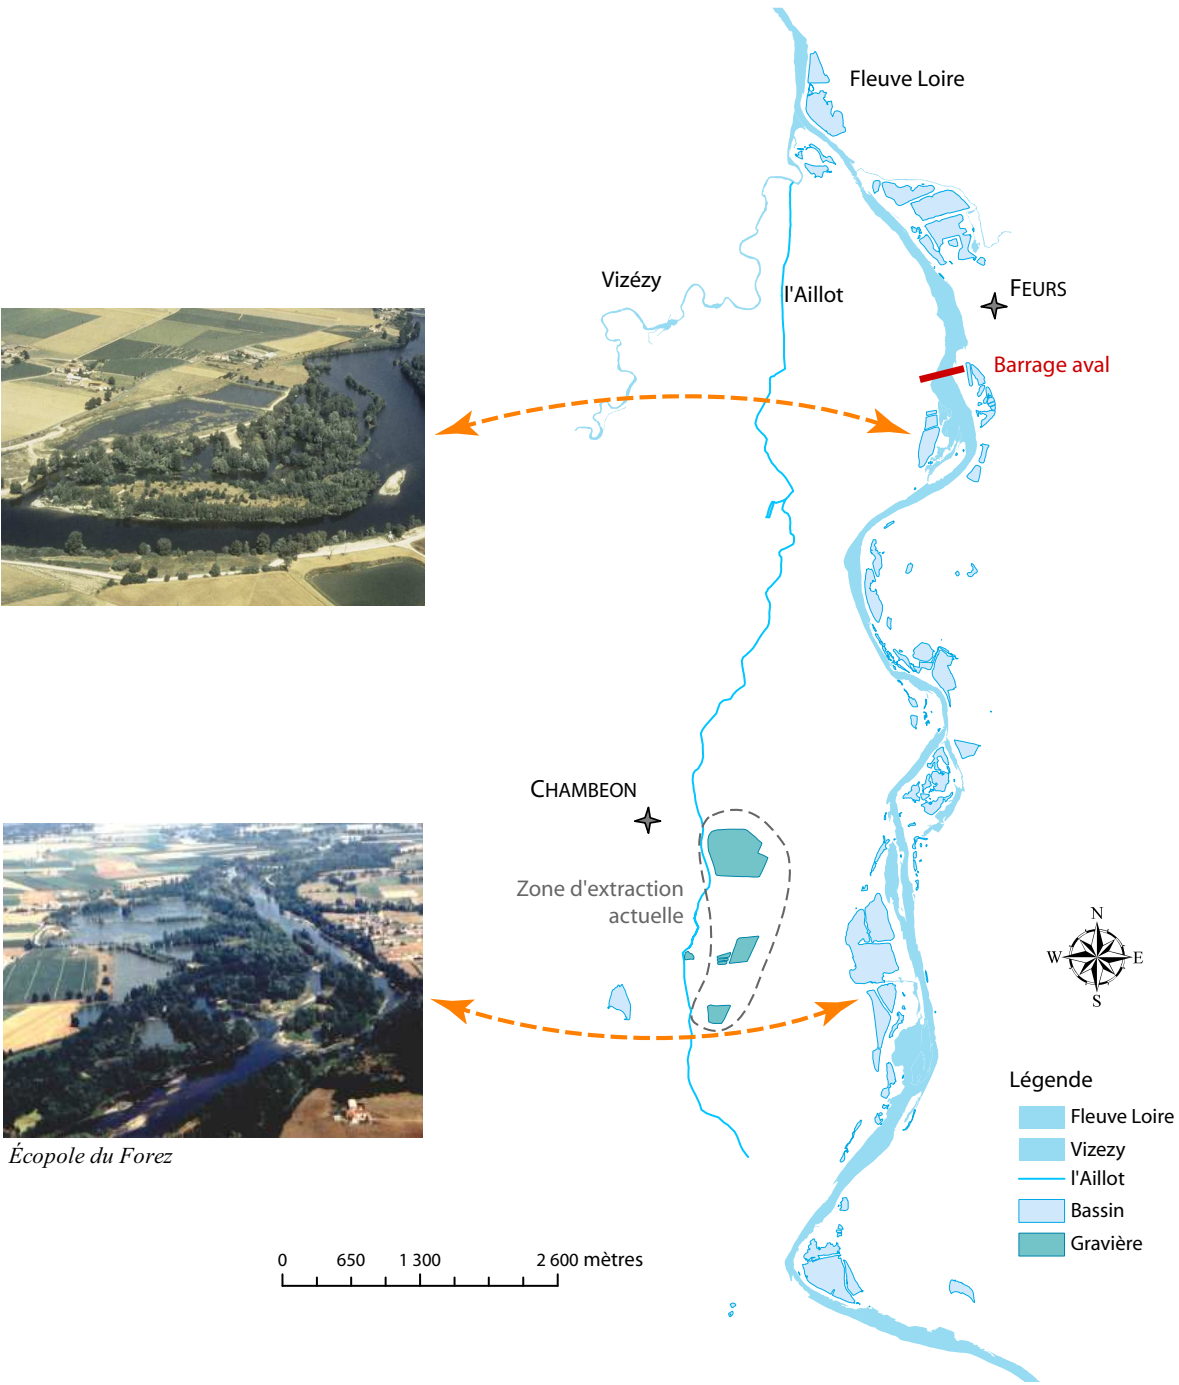 Fleuve Loire
Vizézy
l'Aillot
FEURS
Barrage aval
CHAMBEON
Zone d'extraction
actuelle
N
W E
S
Écopole du Forez
Légende
Fleuve Loire
Vizezy
l'Aillot
Bassin
Gravière
0 650 1 300 2 600 mètres